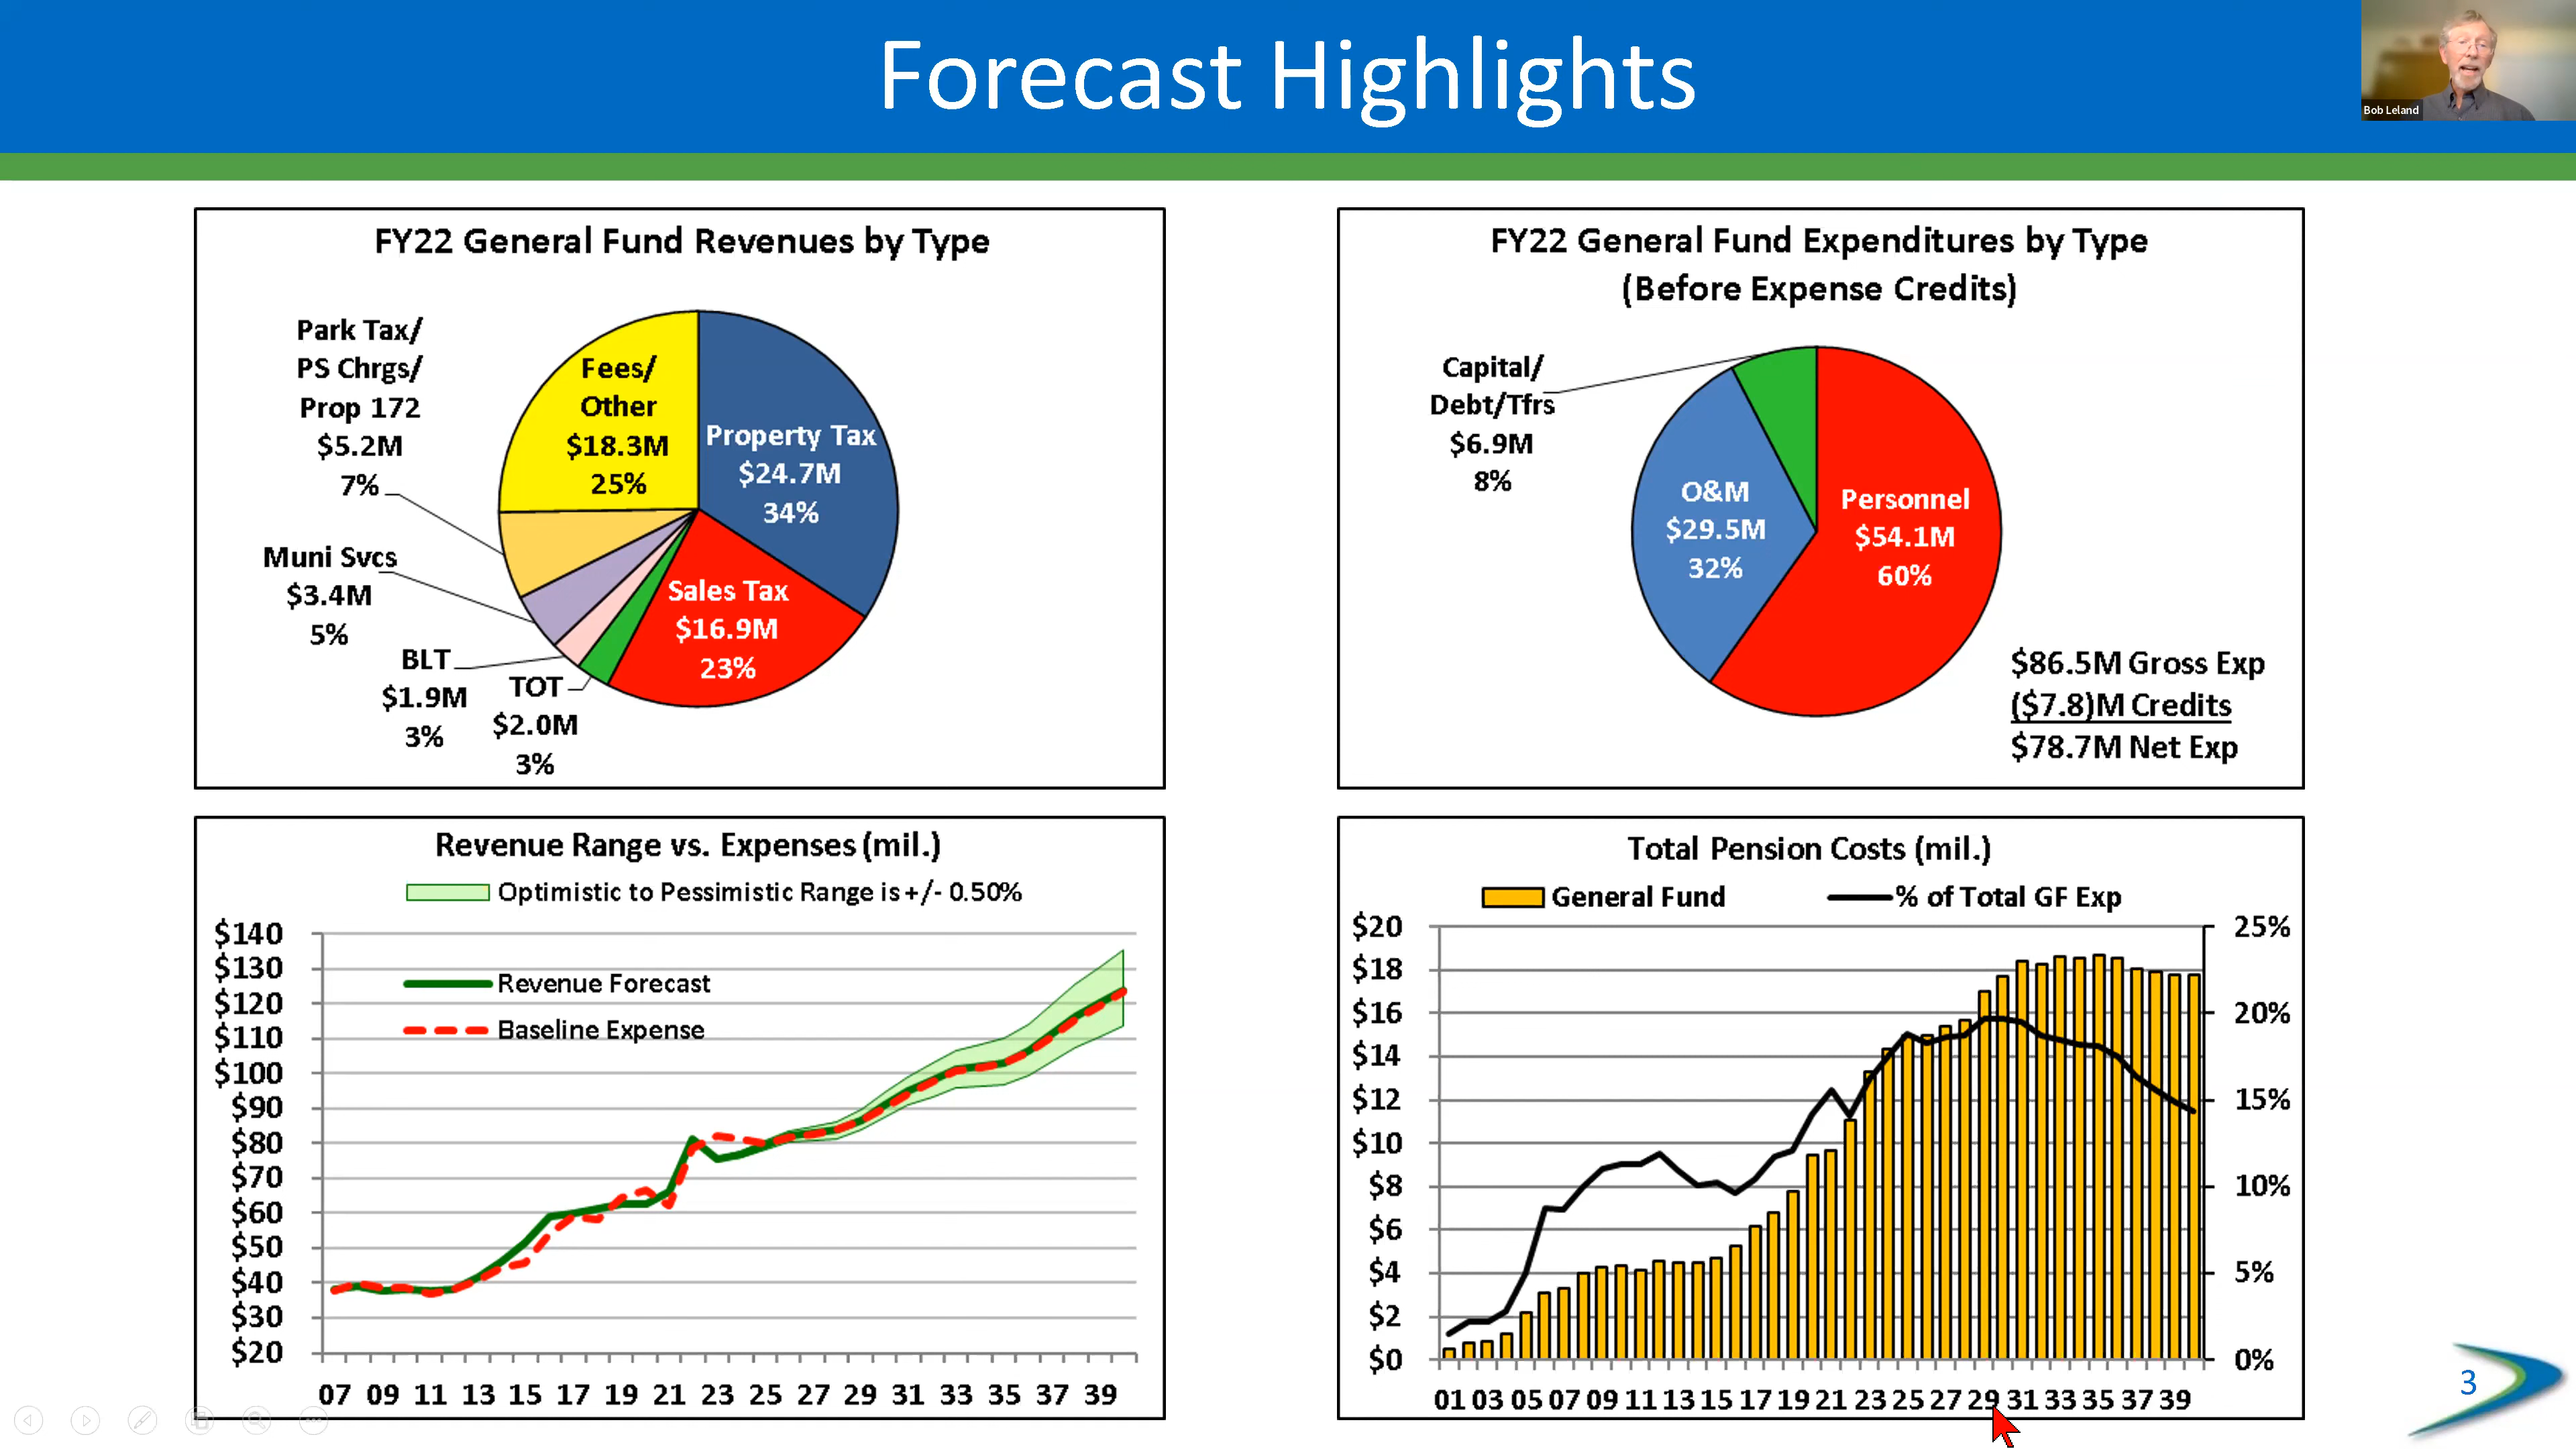 Forecast Highlights
Bob Leland
FY22 General Fund Revenues by Type
Park Tax/
PS Chrgs/
Prop 172
$5.2M
7%
Fees/
Other
$18.3M
25%
Property Tax
$24.7M
34%
Muni Svcs
$3.4M
5%
Sales Tax
$16.9M
23%
BLT
$1.9M
3%
TOT
$2.0M
3%
FY22 General Fund Expenditures by Type
(Before Expense Credits)
Capital/
Debt/Tfrs
$6.9M
8%
O&M
$29.5M
32%
Personnel
$54.1M
60%
$86.5M Gross Exp
($7.8)M Credits
$78.7M Net Exp
Revenue Range vs. Expenses (mil.)
Optimistic to Pessimistic Range is +/- 0.50%
Revenue Forecast
Baseline Expense
$140
$130
$120
$110
$100
$90
$80
$70
$60
$50
$40
$30
$20
07 09 11 13 15 17 19 21 23 25 27 29 31 33 35 37 39
Total Pension Costs (mil.)
General Fund
% of Total GF Exp
$20
$18
$16
$14
$12
$10
$8
$6
$4
$2
$0
25%
20%
15%
10%
5%
0%
01 03 05 07 09 11 13 15 17 19 21 23 25 27 29 31 33 35 37 39
3